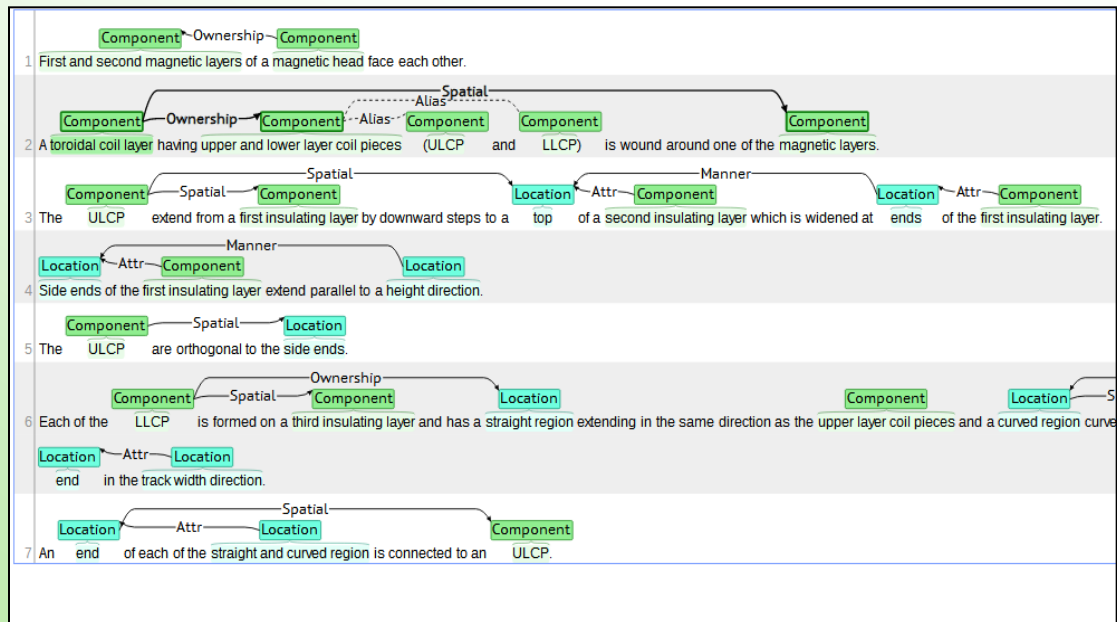 Component Ownership Component
1 First and second magnetic layers of a magnetic head face each other.
Spatial
Alias
Component Ownership Component Alias Component Component Component
2 A toroidal coil layer having upper and lower layer coil pieces (ULCP and LLCP) is wound around one of the magnetic layers.
Spatial Manner
Component Spatial Component Location Attr Component Location Attr Component
3 The ULCP extend from a first insulating layer by downward steps to a top of a second insulating layer which is widened at ends of the first insulating layer.
Manner
Location Attr Component Location
4 Side ends of the first insulating layer extend parallel to a height direction.
Component Spatial Location
5 The ULCP are orthogonal to the side ends.
Ownership
Component Spatial Component Location Component Location S
6 Each of the LLCP is formed on a third insulating layer and has a straight region extending in the same direction as the upper layer coil pieces and a curved region curve
Location Attr Location
end in the track width direction.
Spatial
Location Attr Location Component
7 An end of each of the straight and curved region is connected to an ULCP.